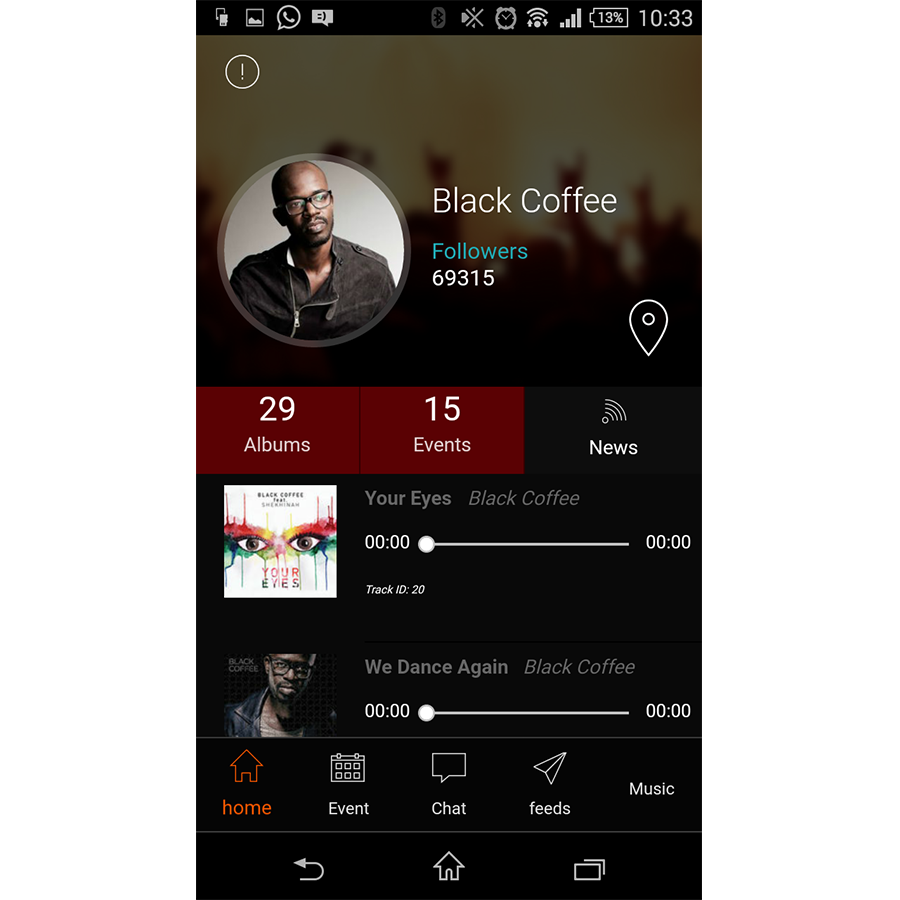 13% 10:33
Black Coffee
Followers
69315
29
Albums
15
Events
News
BLACK COFFEE
feat.
SHEKHINAH
YOUR
EYES
Your Eyes Black Coffee
00:00 00:00
Track ID: 20
BLACK
COFFEE
We Dance Again Black Coffee
00:00 00:00
home Event Chat feeds Music